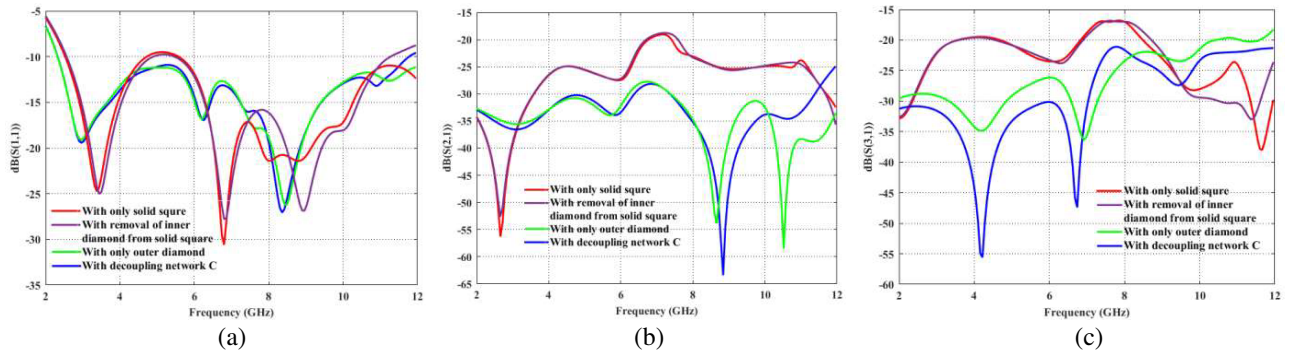 -5
-10
-15
-20
-25
-30
-35
dB(S(1,1))
With only solid squre
With removal of inner
diamond from solid square
With only outer diamond
With decoupling network C
2 4 6 8 10 12
Frequency (GHz)
(a)
-15
-20
-25
-30
-35
-40
-45
-50
-55
-60
-65
dB(S(2,1))
With only solid squre
With removal of inner
diamond from solid square
With only outer diamond
With decoupling network C
2 4 6 8 10 12
Frequency (GHz)
(b)
-10
-15
-20
-25
-30
-35
-40
-45
-50
-55
-60
dB(S(3,1))
With only solid squre
With removal of inner
diamond from solid square
With only outer diamond
With decoupling network C
2 4 6 8 10 12
Frequency (GHz)
(c)